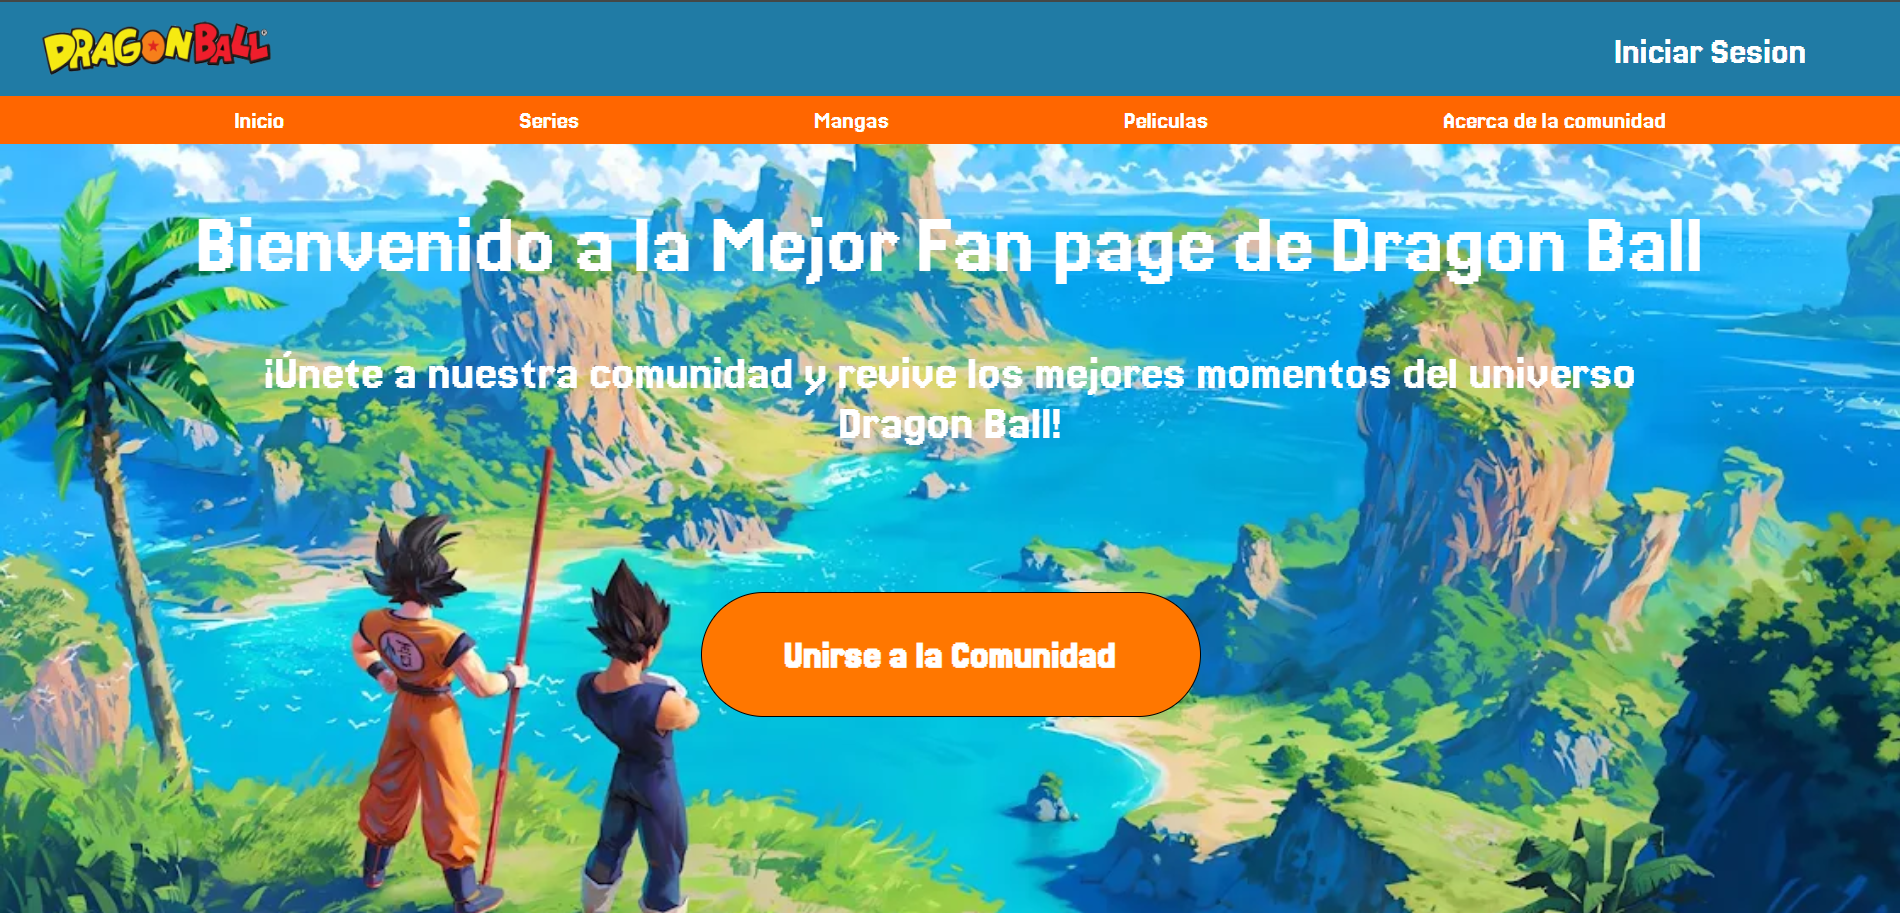 DRAGON BALL
Iniciar Sesion
Inicio
Series
Mangas
Peliculas
Acerca de la comunidad
Bienvenido a la Mejor Fan page de Dragon Ball
¡Únete a nuestra comunidad y revive los mejores momentos del universo
Dragon Ball!
Unirse a la Comunidad